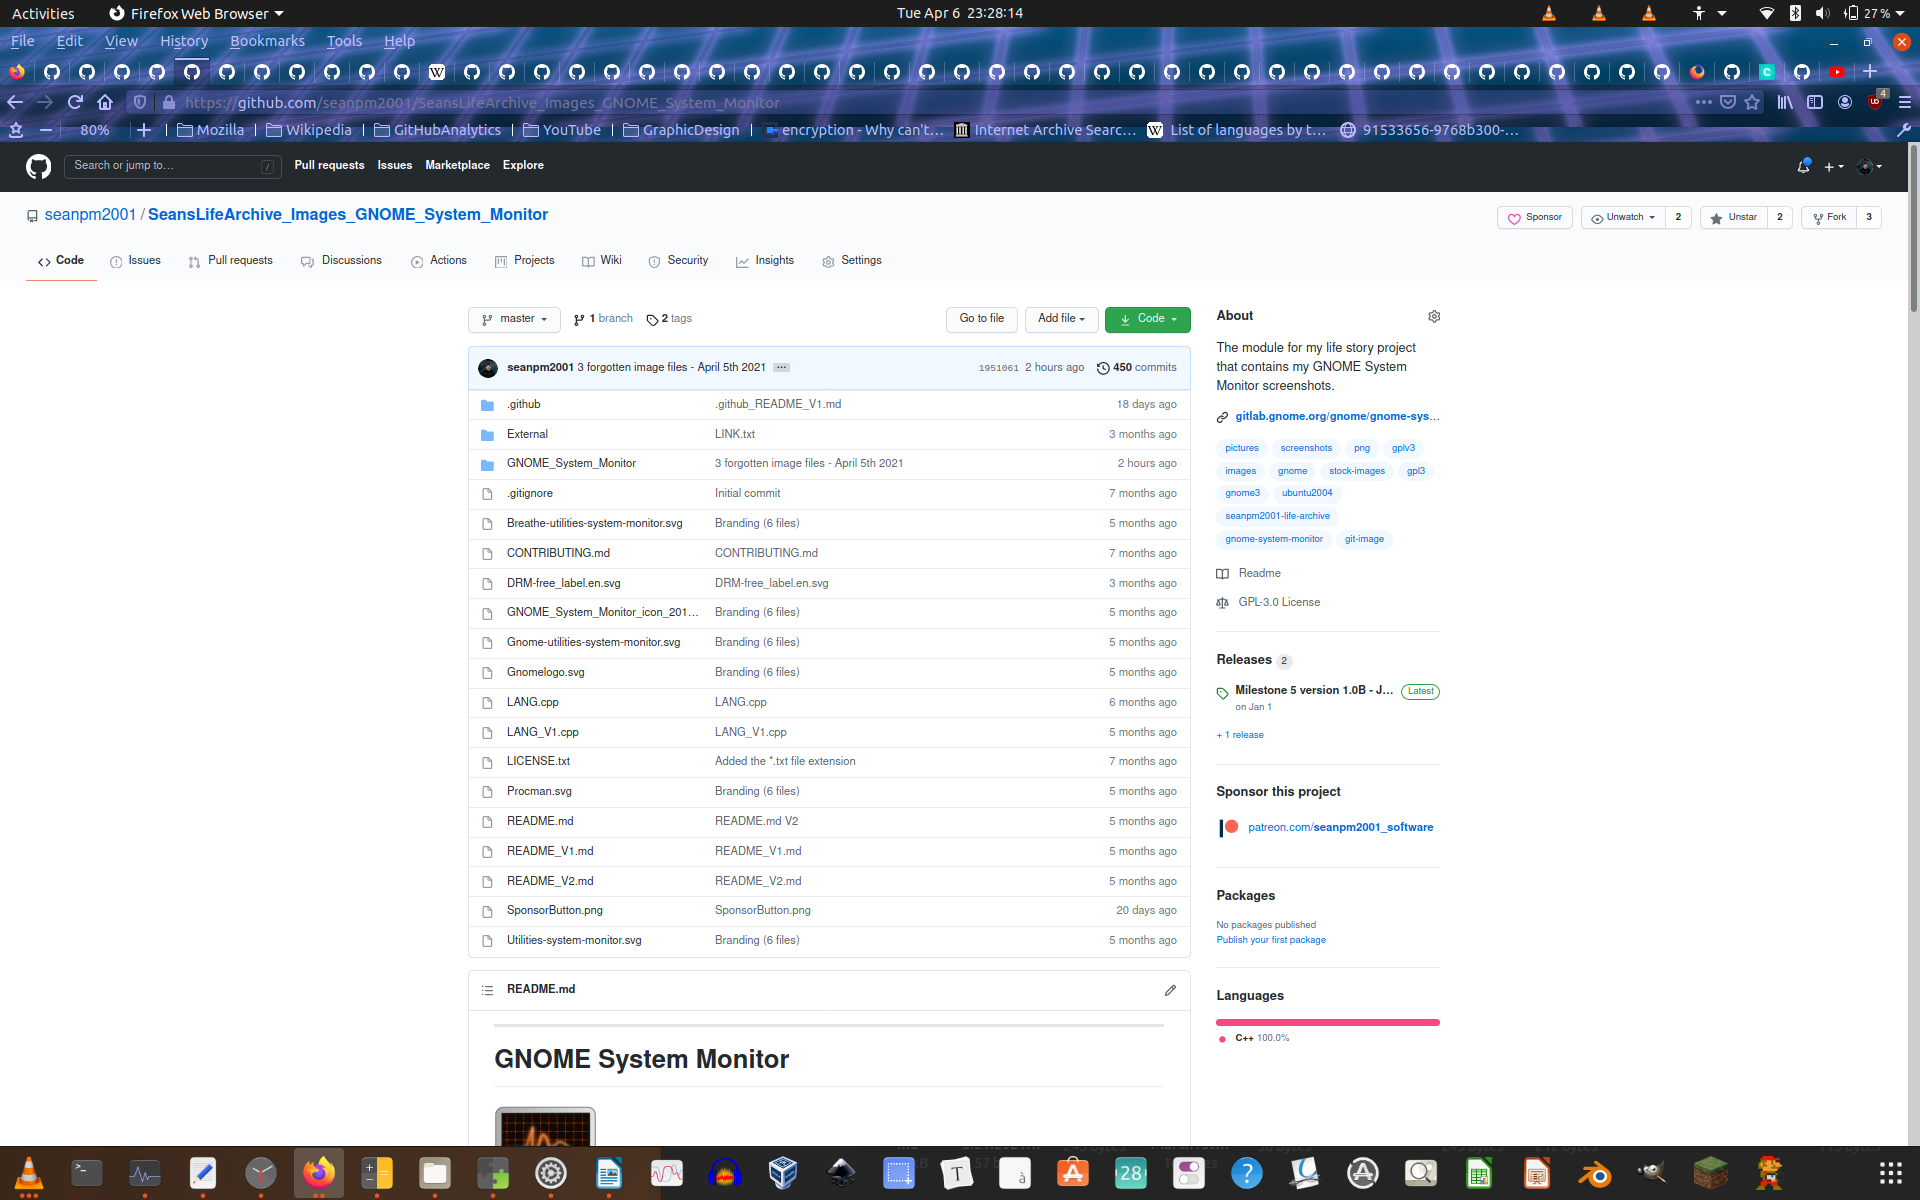 Activities Firefox Web Browser Tue Apr 6 23:28:14 27 %
File Edit View History Bookmarks Tools Help
https://github.com/seanpm2001/SeansLifeArchive_Images_GNOME_System_Monitor 4
80% Mozilla Wikipedia GitHubAnalytics YouTube GraphicDesign encryption - Why can't… Internet Archive Searc… List of languages by t… 91533656-9768b300-…
Search or jump to… / Pull requests Issues Marketplace Explore
seanpm2001 / SeansLifeArchive_Images_GNOME_System_Monitor Sponsor Unwatch 2 Unstar 2 Fork 3
Code Issues Pull requests Discussions Actions Projects Wiki Security Insights Settings
master 1 branch 2 tags Go to file Add file Code
seanpm2001 3 forgotten image files - April 5th 2021 … 1951061 2 hours ago 450 commits
.github .github_README_V1.md 18 days ago
External LINK.txt 3 months ago
GNOME_System_Monitor 3 forgotten image files - April 5th 2021 2 hours ago
.gitignore Initial commit 7 months ago
Breathe-utilities-system-monitor.svg Branding (6 files) 5 months ago
CONTRIBUTING.md CONTRIBUTING.md 7 months ago
DRM-free_label.en.svg DRM-free_label.en.svg 3 months ago
GNOME_System_Monitor_icon_201… Branding (6 files) 5 months ago
Gnome-utilities-system-monitor.svg Branding (6 files) 5 months ago
Gnomelogo.svg Branding (6 files) 5 months ago
LANG.cpp LANG.cpp 6 months ago
LANG_V1.cpp LANG_V1.cpp 5 months ago
LICENSE.txt Added the *.txt file extension 7 months ago
Procman.svg Branding (6 files) 5 months ago
README.md README.md V2 5 months ago
README_V1.md README_V1.md 5 months ago
README_V2.md README_V2.md 5 months ago
SponsorButton.png SponsorButton.png 20 days ago
Utilities-system-monitor.svg Branding (6 files) 5 months ago
README.md
GNOME System Monitor
About
The module for my life story project
that contains my GNOME System
Monitor screenshots.
gitlab.gnome.org/gnome/gnome-sys…
pictures screenshots png gplv3
images gnome stock-images gpl3
gnome3 ubuntu2004
seanpm2001-life-archive
gnome-system-monitor git-image
Readme
GPL-3.0 License
Releases 2
Milestone 5 version 1.0B - J… Latest
on Jan 1
+ 1 release
Sponsor this project
patreon.com/seanpm2001_software
Packages
No packages published
Publish your first package
Languages
C++ 100.0%